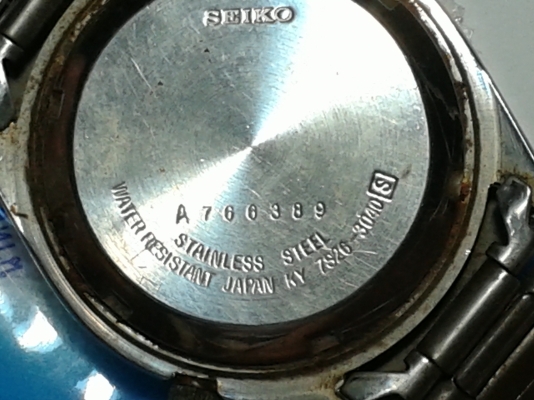 SEIKO
A766389
STAINLESS STEEL
WATER RESISTANT JAPAN KY 7S26-3040 S